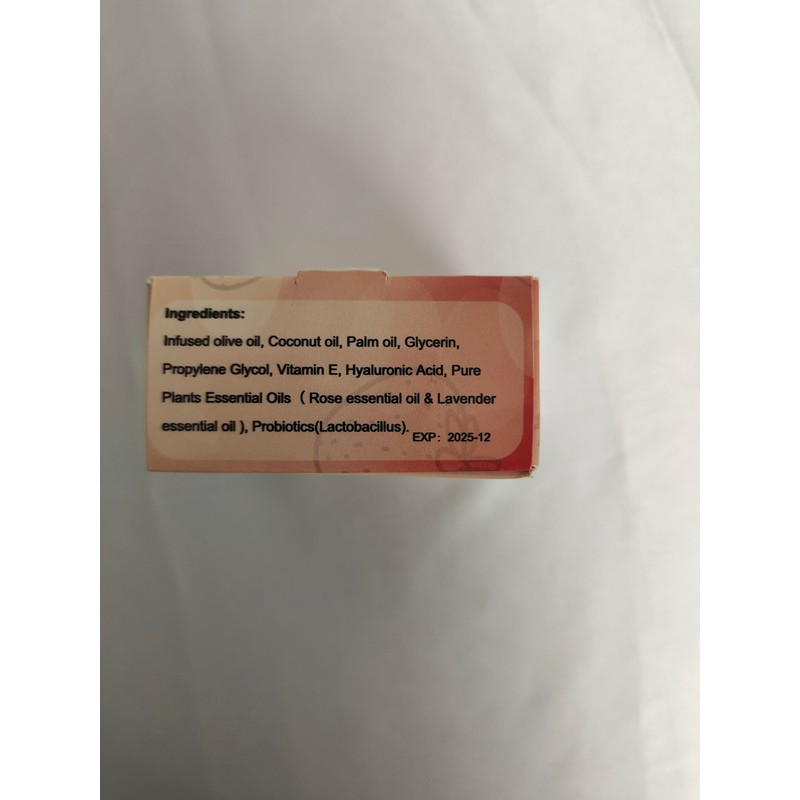 Ingredients:
Infused olive oil, Coconut oil, Palm oil, Glycerin,
Propylene Glycol, Vitamin E, Hyaluronic Acid, Pure
Plants Essential Oils ( Rose essential oil & Lavender
essential oil ), Probiotics(Lactobacillus).
EXP: 2025-12